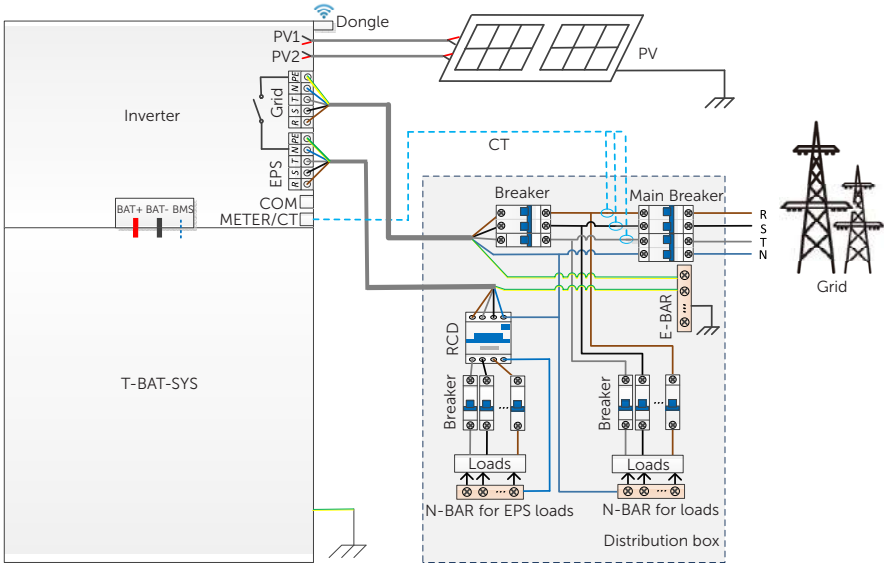 Dongle
PV1
PV2
PV
Grid
R S T N PE
Inverter
EPS
R S T N PE
CT
COM
METER/CT
BAT+ BAT- BMS
Breaker
Main Breaker
R
S
T
N
Grid
E-BAR
RCD
T-BAT-SYS
Breaker
...
Breaker
...
Loads
Loads
...
...
N-BAR for EPS loads
N-BAR for loads
Distribution box